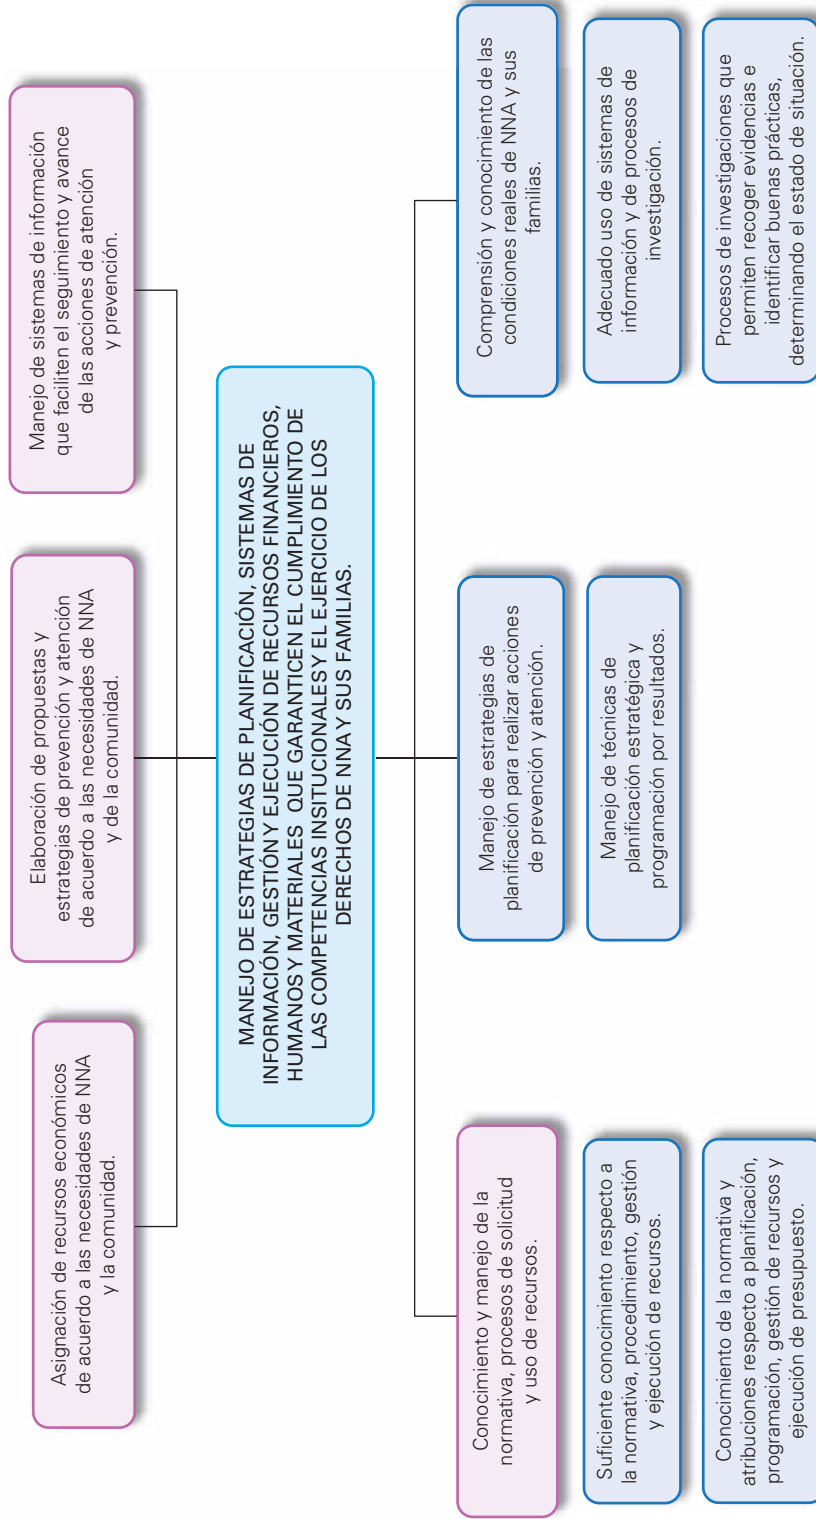 Asignación de recursos económicos
de acuerdo a las necesidades de NNA
y la comunidad.
Elaboración de propuestas y
estrategias de prevención y atención
de acuerdo a las necesidades de NNA
y de la comunidad.
Manejo de sistemas de información
que faciliten el seguimiento y avance
de las acciones de atención
y prevención.
MANEJO DE ESTRATEGIAS DE PLANIFICACIÓN, SISTEMAS DE
INFORMACIÓN, GESTIÓN Y EJECUCIÓN DE RECURSOS FINANCIEROS,
HUMANOS Y MATERIALES QUE GARANTICEN EL CUMPLIMIENTO DE
LAS COMPETENCIAS INSITUCIONALES Y EL EJERCICIO DE LOS
DERECHOS DE NNA Y SUS FAMILIAS.
Conocimiento y manejo de la
normativa, procesos de solicitud
y uso de recursos.
Suficiente conocimiento respecto a
la normativa, procedimiento, gestión
y ejecución de recursos.
Conocimiento de la normativa y
atribuciones respecto a planificación,
programación, gestión de recursos y
ejecución de presupuesto.
Manejo de estrategias de
planificación para realizar acciones
de prevención y atención.
Manejo de técnicas de
planificación estratégica y
programación por resultados.
Comprensión y conocimiento de las
condiciones reales de NNA y sus
familias.
Adecuado uso de sistemas de
información y de procesos de
investigación.
Procesos de investigaciones que
permiten recoger evidencias e
identificar buenas prácticas,
determinando el estado de situación.